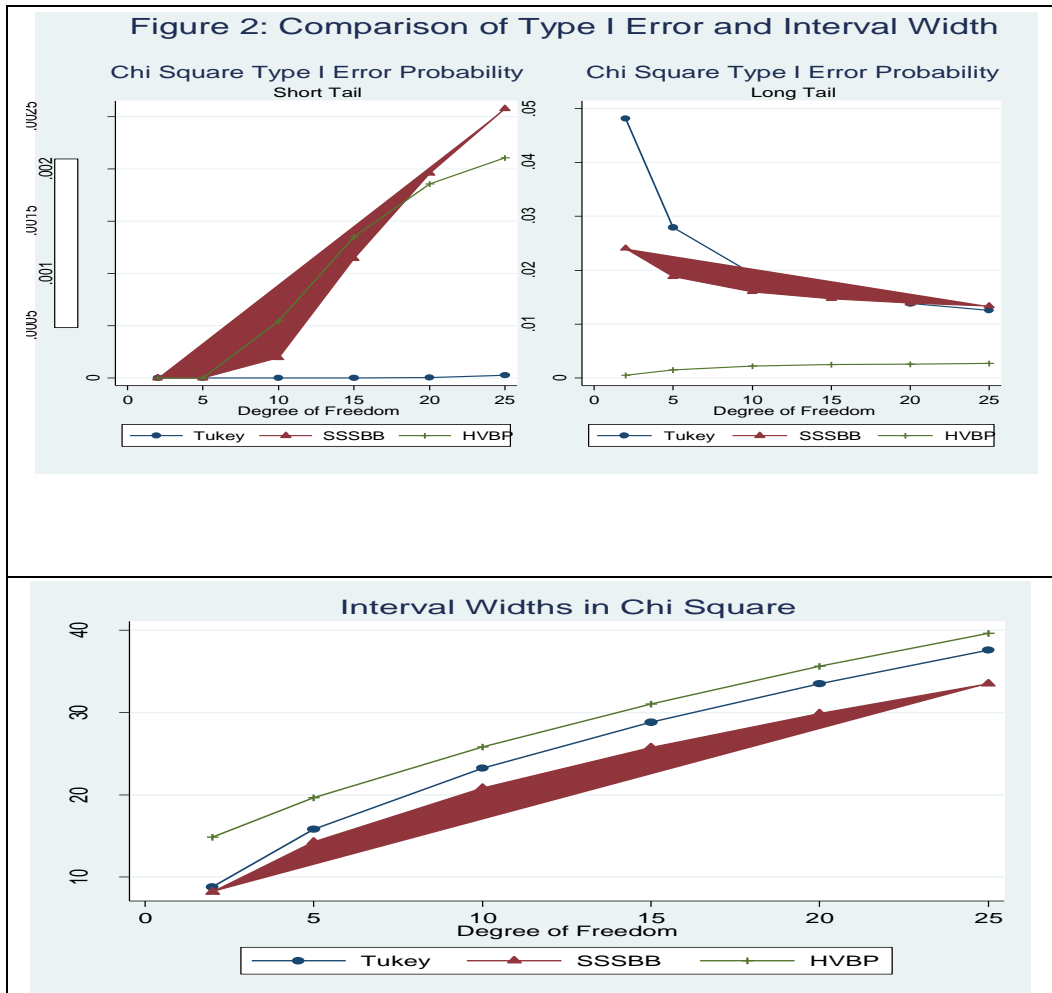 Figure 2: Comparison of Type I Error and Interval Width
Chi Square Type I Error Probability
Short Tail
.0025
.002
.0015
.001
.0005
0
0 5 10 15 20 25
Degree of Freedom
Tukey SSSBB HVBP
Chi Square Type I Error Probability
Long Tail
.05
.04
.03
.02
.01
0
0 5 10 15 20 25
Degree of Freedom
Tukey SSSBB HVBP
Interval Widths in Chi Square
40
30
20
10
0 5 10 15 20 25
Degree of Freedom
Tukey SSSBB HVBP